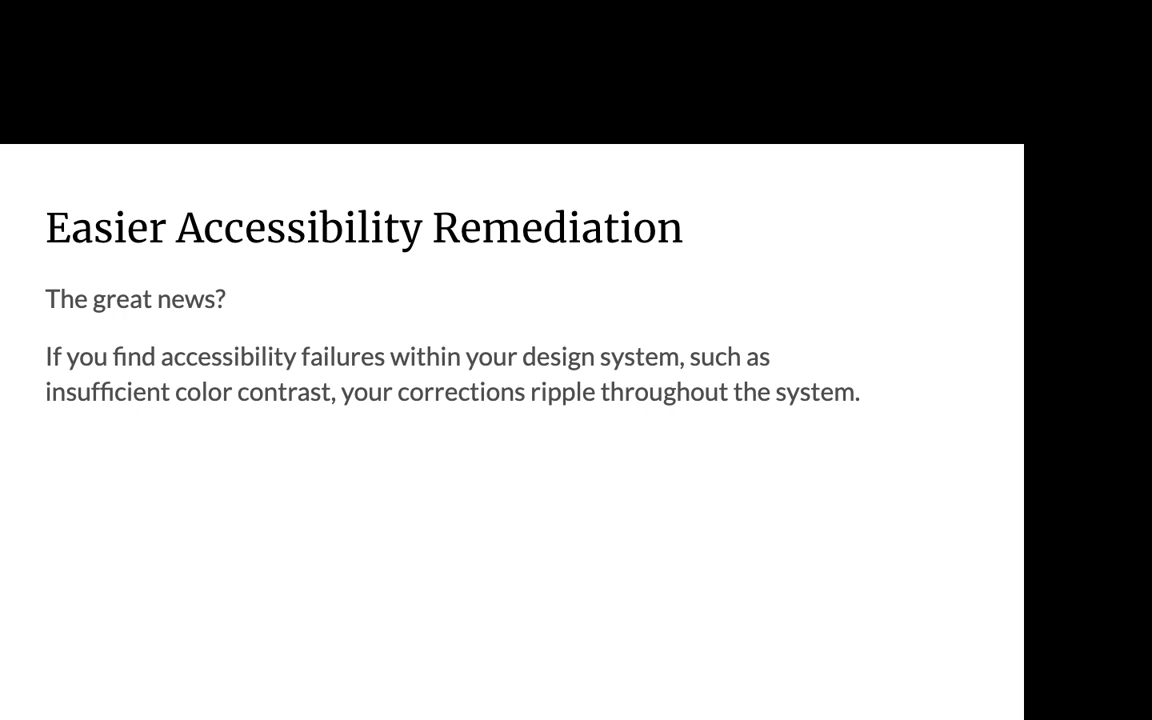 Easier Accessibility Remediation
The great news?
If you find accessibility failures within your design system, such as
insufficient color contrast, your corrections ripple throughout the system.